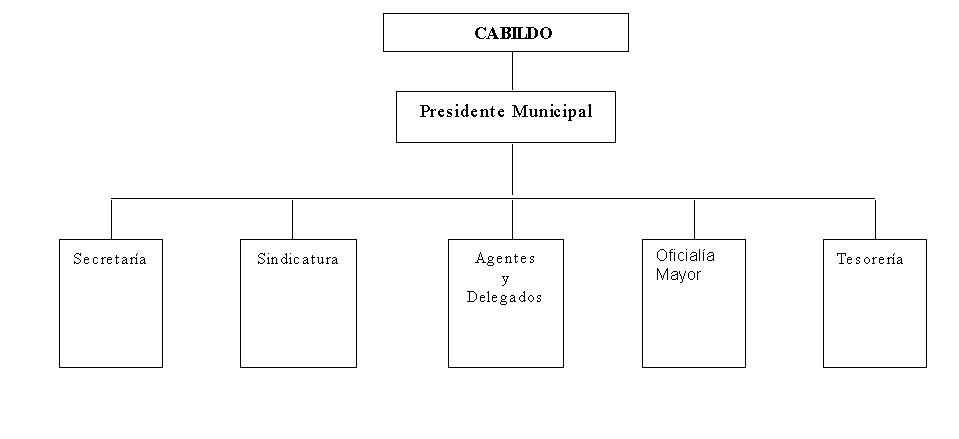 CABILDO
Presidente Municipal
Secretaría
Sindicatura
Agentes
y
Delegados
Oficialía
Mayor
Tesorería